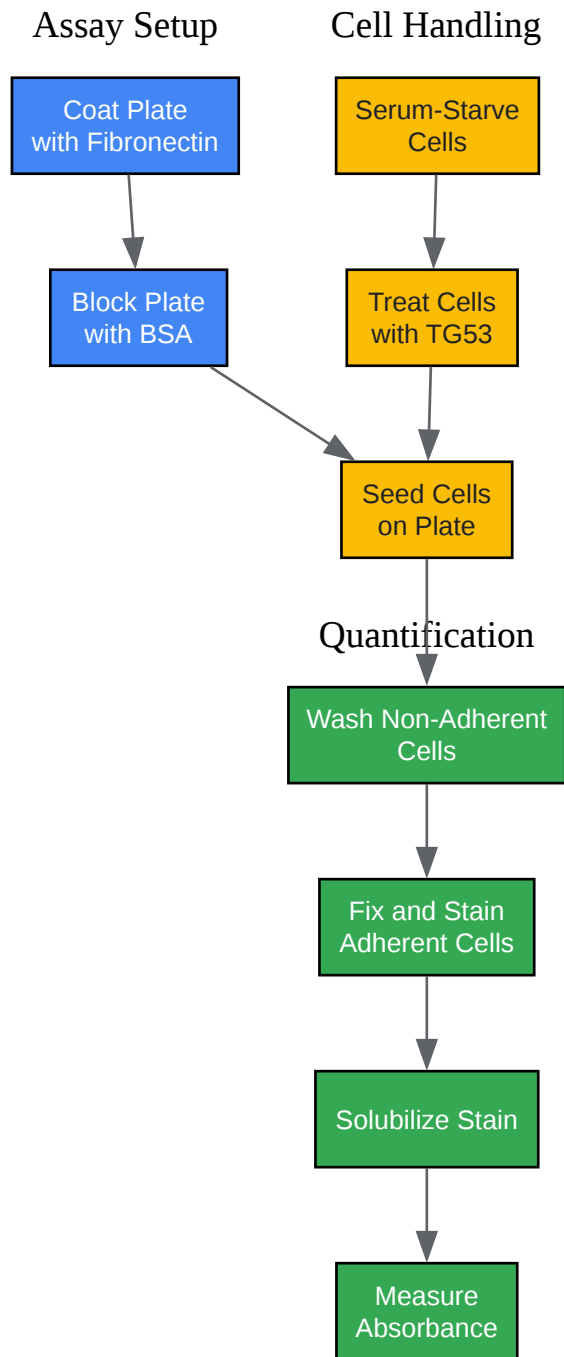 Assay Setup
Cell Handling
Coat Plate
with Fibronectin
Serum-Starve
Cells
Block Plate
with BSA
Treat Cells
with TG53
Seed Cells
on Plate
Quantification
Wash Non-Adherent
Cells
Fix and Stain
Adherent Cells
Solubilize Stain
Measure
Absorbance